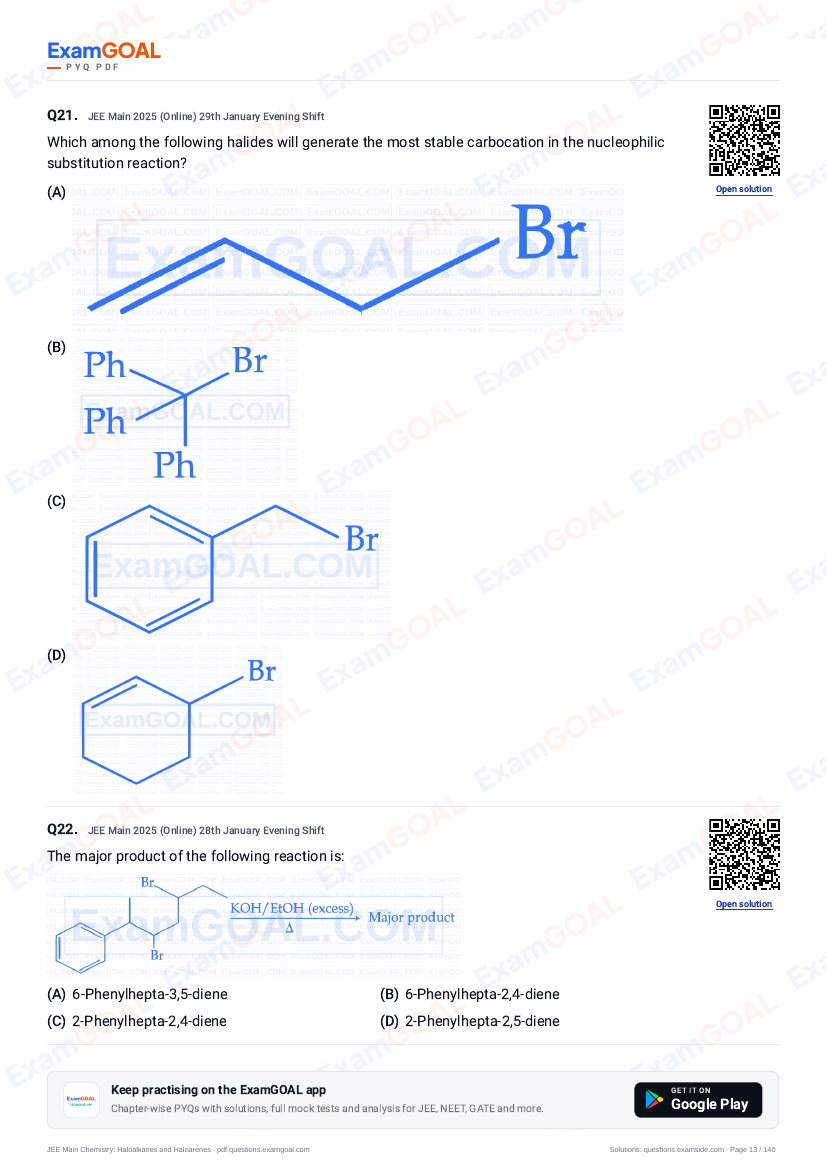 ExamGOAL
PYQ PDF
Q21. JEE Main 2025 (Online) 29th January Evening Shift
Which among the following halides will generate the most stable carbocation in the nucleophilic
substitution reaction?
Open solution
(A)
Br
(B)
Ph
Br
Ph
Ph
(C)
Br
(D)
Br
Q22. JEE Main 2025 (Online) 28th January Evening Shift
The major product of the following reaction is:
Open solution
Br
KOH/EtOH (excess)
Δ
Major product
Br
(A) 6-Phenylhepta-3,5-diene
(B) 6-Phenylhepta-2,4-diene
(C) 2-Phenylhepta-2,4-diene
(D) 2-Phenylhepta-2,5-diene
ExamGOAL
Keep practising on the ExamGOAL app
Chapter-wise PYQs with solutions, full mock tests and analysis for JEE, NEET, GATE and more.
GET IT ON
Google Play
JEE Main Chemistry: Haloalkanes and Haloarenes · pdf.questions.examgoal.com
Solutions: questions.examside.com · Page 13 / 140